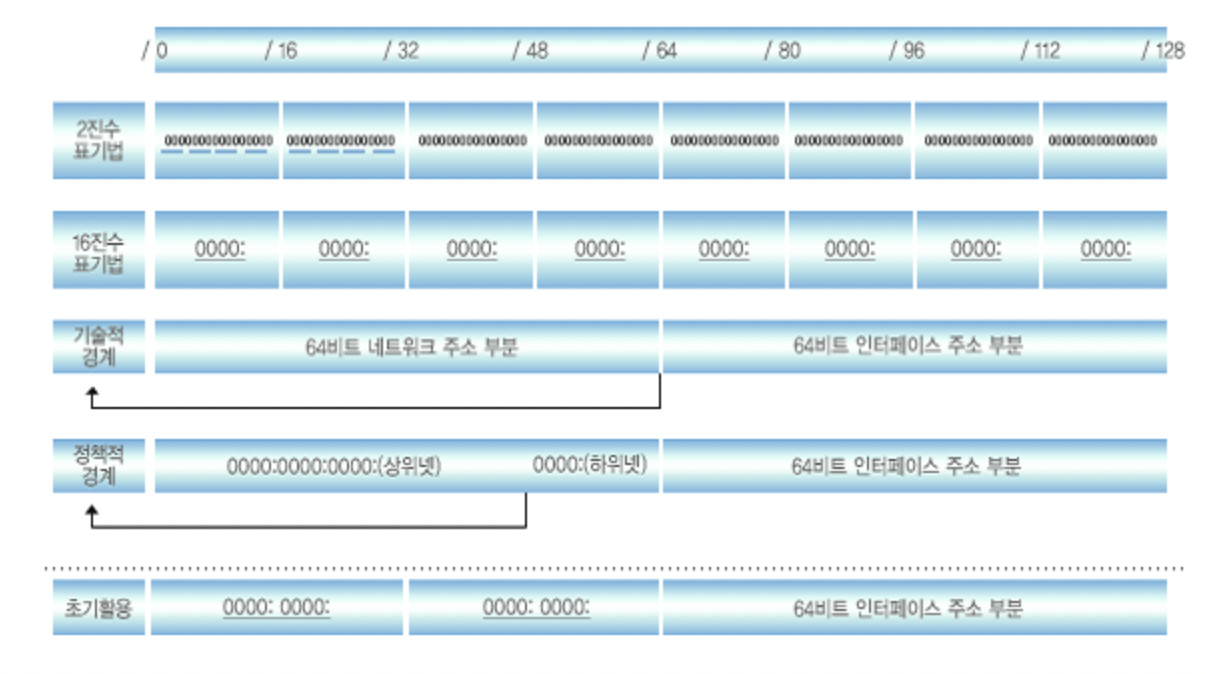 / 0 / 16 / 32 / 48 / 64 / 80 / 96 / 112 / 128
2진수
표기법
0000000000000000 0000000000000000 0000000000000000 0000000000000000 0000000000000000 0000000000000000 0000000000000000 0000000000000000
16진수
표기법
0000: 0000: 0000: 0000: 0000: 0000: 0000: 0000:
기술적
경계
64비트 네트워크 주소 부분 64비트 인터페이스 주소 부분
정책적
경계
0000:0000:0000:(상위넷) 0000:(하위넷) 64비트 인터페이스 주소 부분
초기활용 0000: 0000: 0000: 0000: 64비트 인터페이스 주소 부분